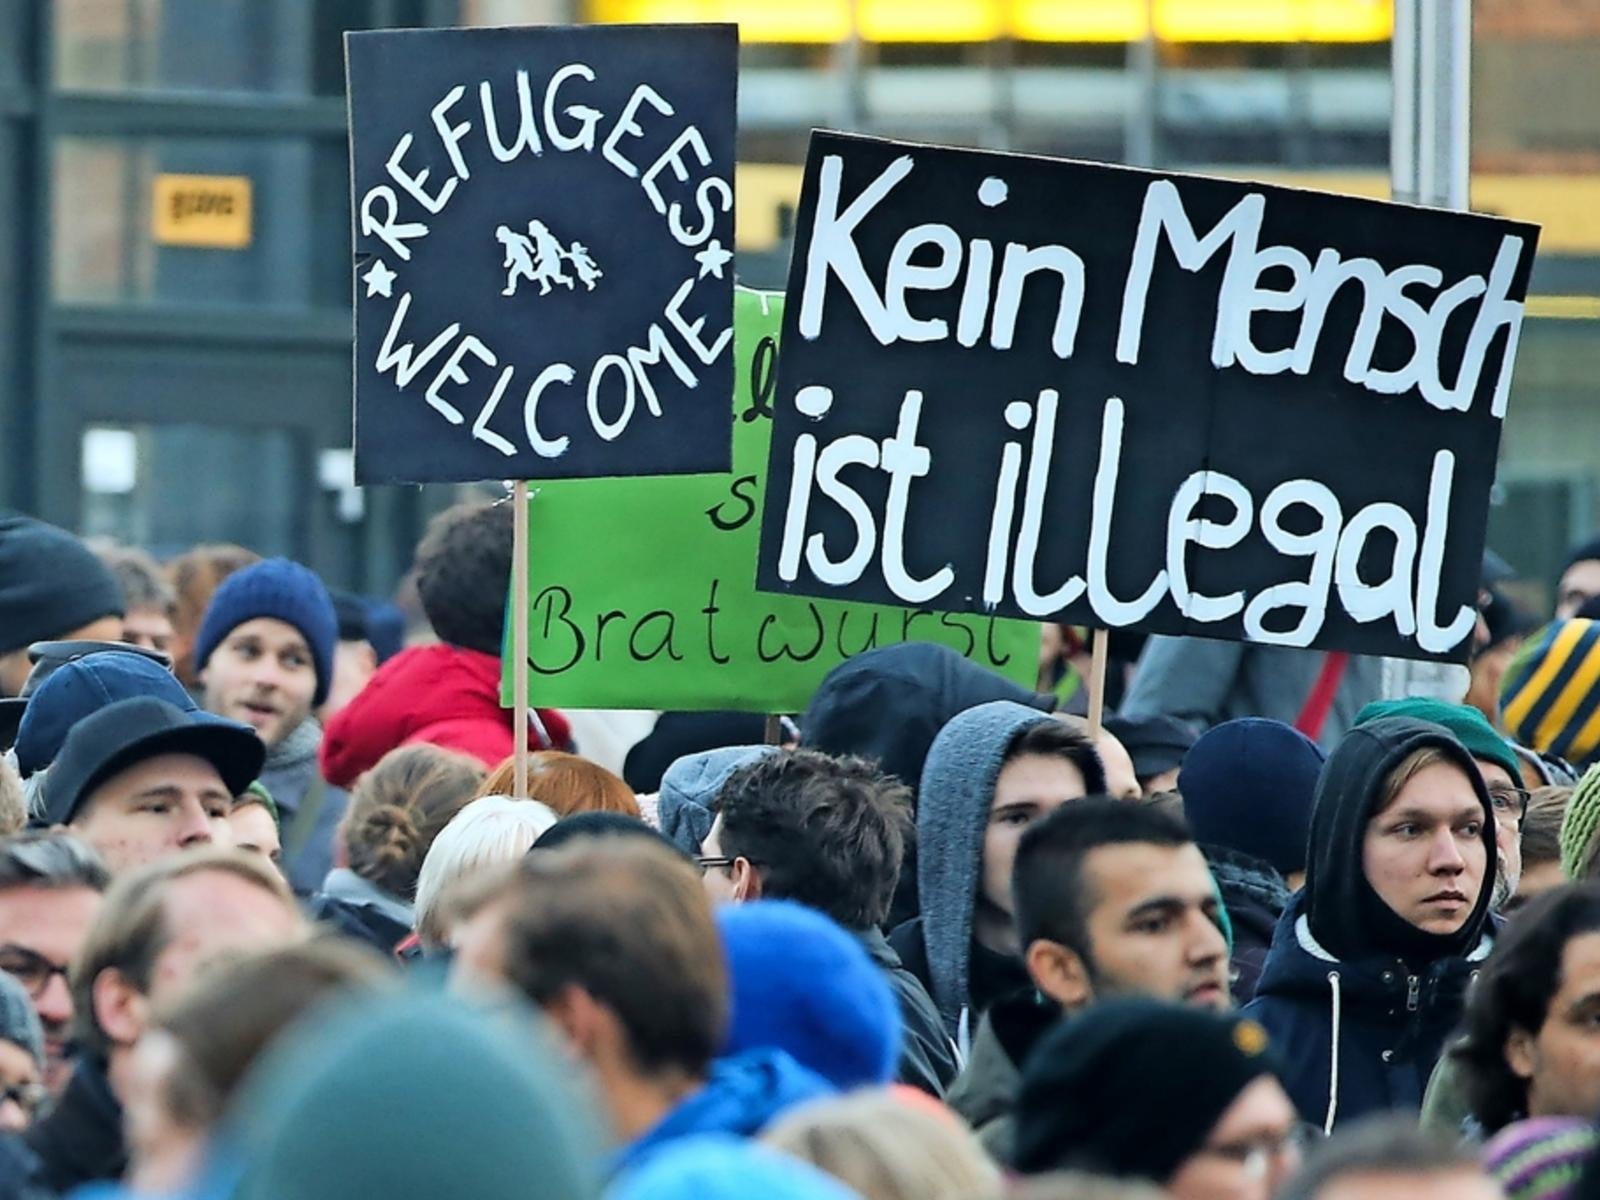 REFUGEES
WELCOME
Kein Mensch
ist illegal
Bratwurst